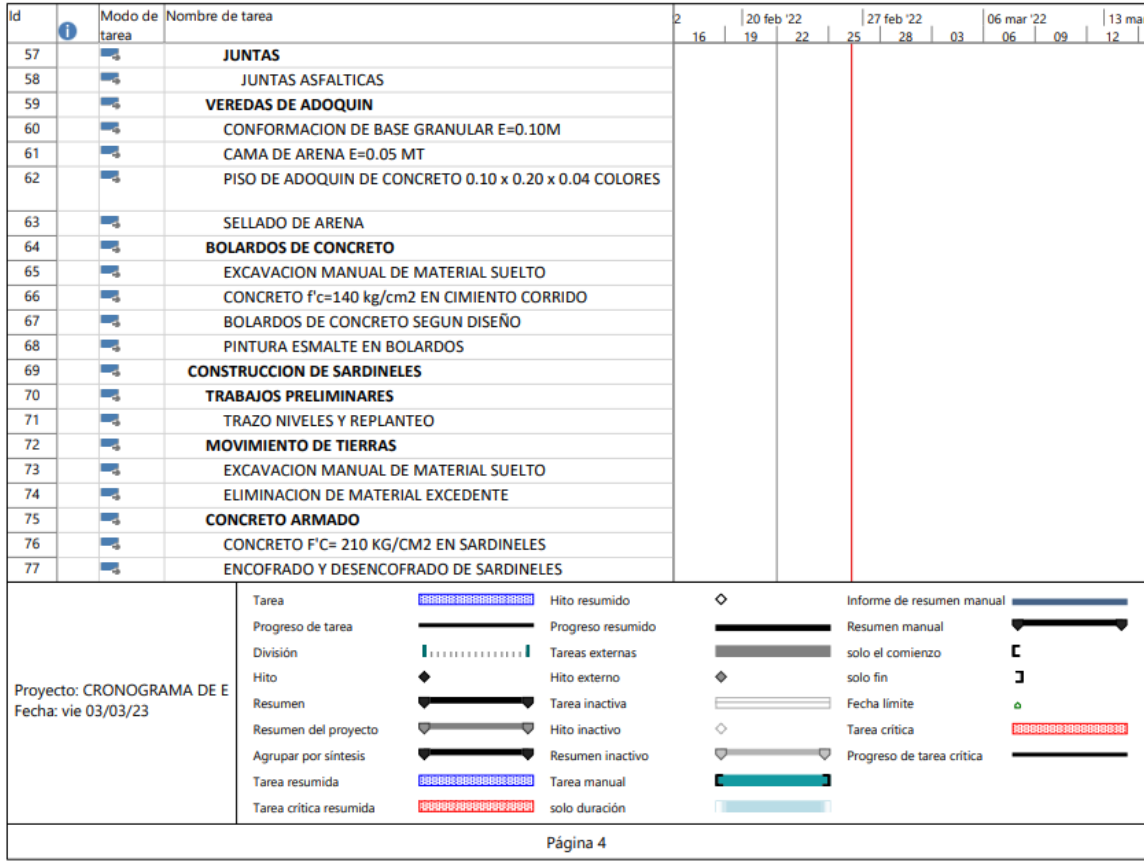 Id Modo de tarea Nombre de tarea 2 20 feb '22 27 feb '22 06 mar '22 13 mar
16 19 22 25 28 03 06 09 12
57 JUNTAS
58 JUNTAS ASFALTICAS
59 VEREDAS DE ADOQUIN
60 CONFORMACION DE BASE GRANULAR E=0.10M
61 CAMA DE ARENA E=0.05 MT
62 PISO DE ADOQUIN DE CONCRETO 0.10 x 0.20 x 0.04 COLORES
63 SELLADO DE ARENA
64 BOLARDOS DE CONCRETO
65 EXCAVACION MANUAL DE MATERIAL SUELTO
66 CONCRETO f'c=140 kg/cm2 EN CIMIENTO CORRIDO
67 BOLARDOS DE CONCRETO SEGUN DISEÑO
68 PINTURA ESMALTE EN BOLARDOS
69 CONSTRUCCION DE SARDINELES
70 TRABAJOS PRELIMINARES
71 TRAZO NIVELES Y REPLANTEO
72 MOVIMIENTO DE TIERRAS
73 EXCAVACION MANUAL DE MATERIAL SUELTO
74 ELIMINACION DE MATERIAL EXCEDENTE
75 CONCRETO ARMADO
76 CONCRETO F'C= 210 KG/CM2 EN SARDINELES
77 ENCOFRADO Y DESENCOFRADO DE SARDINELES
Proyecto: CRONOGRAMA DE E
Fecha: vie 03/03/23
Tarea Hito resumido Informe de resumen manual
Progreso de tarea Progreso resumido Resumen manual
División Tareas externas solo el comienzo
Hito Hito externo solo fin
Resumen Tarea inactiva Fecha límite
Resumen del proyecto Hito inactivo Tarea crítica
Agrupar por síntesis Resumen inactivo Progreso de tarea crítica
Tarea resumida Tarea manual
Tarea crítica resumida solo duración
Página 4